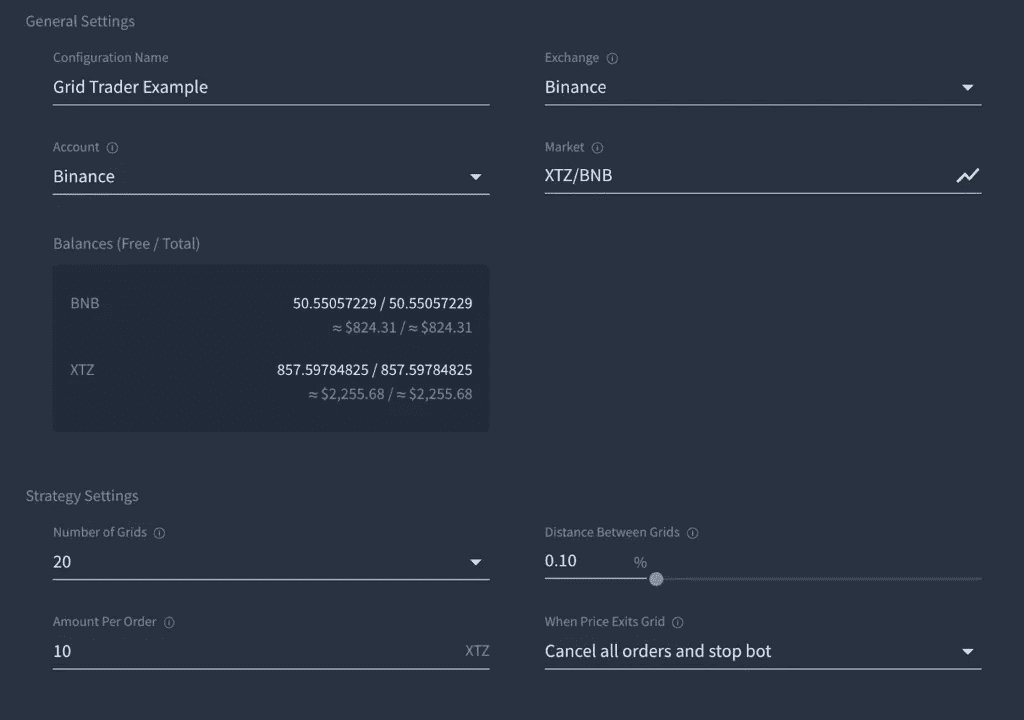 General Settings
Configuration Name
Grid Trader Example
Exchange
Binance
Account
Binance
Market
XTZ/BNB
Balances (Free / Total)
BNB 50.55057229 / 50.55057229
≈ $824.31 / ≈ $824.31
XTZ 857.59784825 / 857.59784825
≈ $2,255.68 / ≈ $2,255.68
Strategy Settings
Number of Grids
20
Distance Between Grids
0.10 %
Amount Per Order
10 XTZ
When Price Exits Grid
Cancel all orders and stop bot